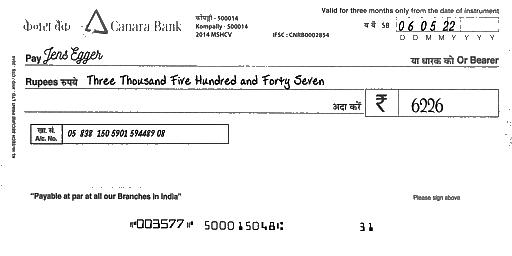 Valid for three months only from the date of instrument
केनरा बैंक Canara Bank
कोंपल्ली - 500014
Kompally - 500014
2014 MSHCV
IFSC : CNRB0002854
SB 06 05 22
D D M M Y Y Y Y
Pay Jens Egger
या धारक को Or Bearer
Rupees रुपये Three Thousand Five Hundred and Forty Seven
अदा करें ₹ 6226
खा. सं.
A/c. No. 05 838 150 5901 594489 08
"Payable at par at all our Branches in India"
Please sign above
⑈003577⑈ 500015048⑆ 31